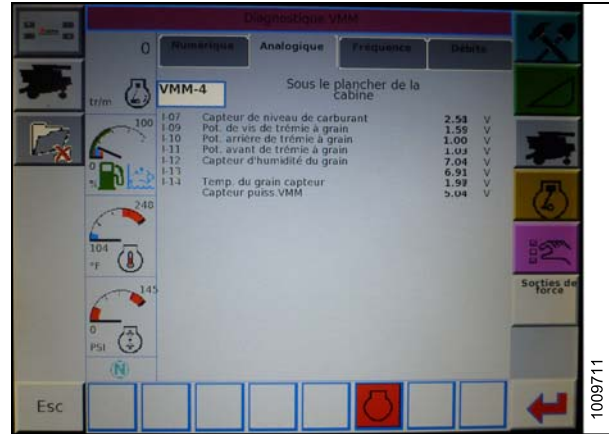 Diagnostique VMM
0
Numérique Analogique Fréquence Débits
tr/min
VMM-4
Sous le plancher de la
cabine
100
0
%
I-07 Capteur de niveau de carburant 2.53 V
I-09 Pot. de vis de trémie à grain 1.59 V
I-10 Pot. arrière de trémie à grain 1.00 V
I-11 Pot. avant de trémie à grain 1.03 V
I-12 Capteur d'humidité du grain 7.04 V
I-13 6.91 V
I-14 Temp. du grain capteur 1.93 V
Capteur puiss.VMM 5.04 V
240
104
°F
145
0
PSI
N
Sorties de
force
Esc
1009711